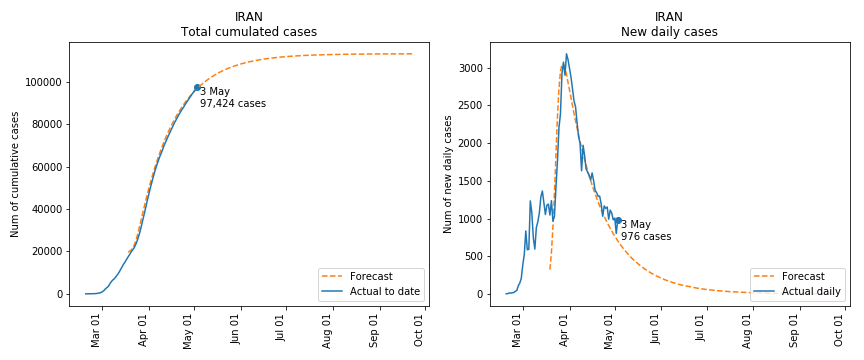 IRAN
Total cumulated cases
Num of cumulative cases
100000
80000
60000
40000
20000
0
3 May
97,424 cases
Forecast
Actual to date
Mar 01
Apr 01
May 01
Jun 01
Jul 01
Aug 01
Sep 01
Oct 01
IRAN
New daily cases
Num of new daily cases
3000
2500
2000
1500
1000
500
0
3 May
976 cases
Forecast
Actual daily
Mar 01
Apr 01
May 01
Jun 01
Jul 01
Aug 01
Sep 01
Oct 01